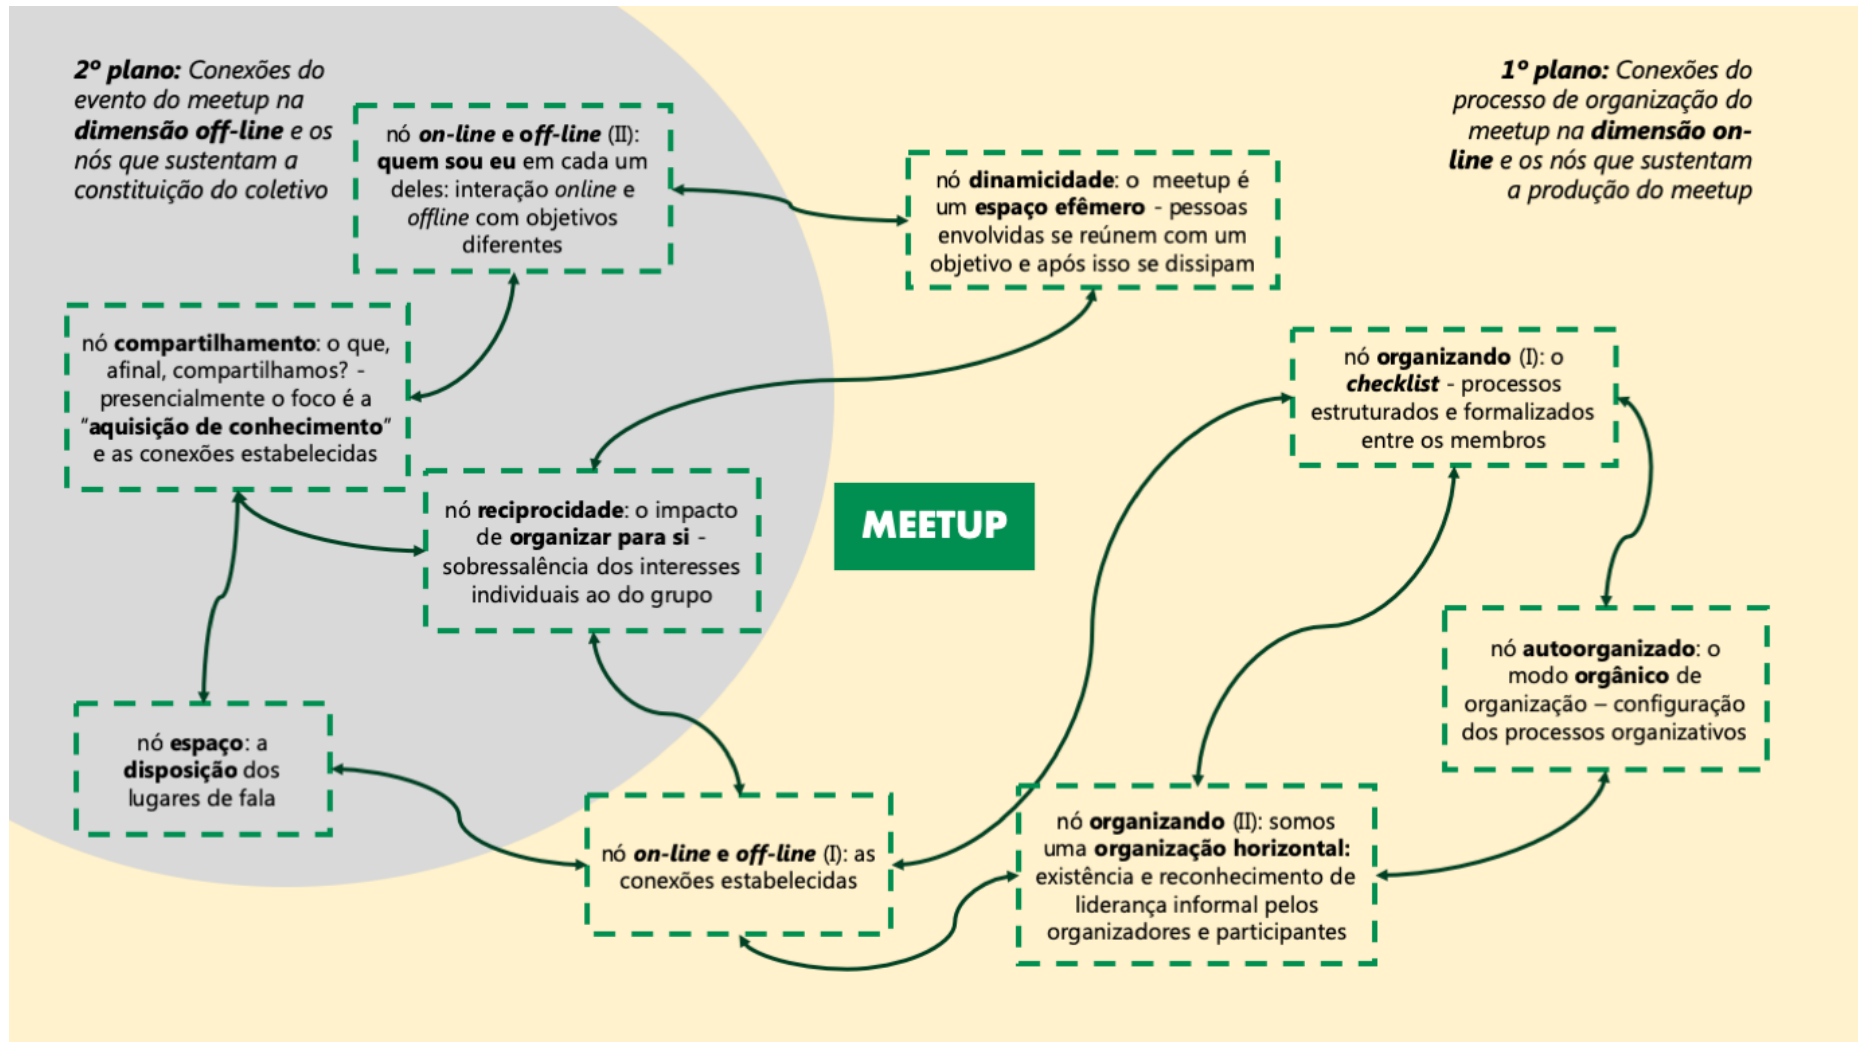 2º plano: Conexões do
evento do meetup na
dimensão off-line e os
nós que sustentam a
constituição do coletivo
1º plano: Conexões do
processo de organização do
meetup na dimensão on-
line e os nós que sustentam
a produção do meetup
nó on-line e off-line (II):
quem sou eu em cada um
deles: interação online e
offline com objetivos
diferentes
nó dinamicidade: o meetup é
um espaço efêmero - pessoas
envolvidas se reúnem com um
objetivo e após isso se dissipam
nó compartilhamento: o que,
afinal, compartilhamos? -
presencialmente o foco é a
“aquisição de conhecimento”
e as conexões estabelecidas
nó organizando (I): o
checklist - processos
estruturados e formalizados
entre os membros
nó reciprocidade: o impacto
de organizar para si -
sobressalência dos interesses
individuais ao do grupo
MEETUP
nó autoorganizado: o
modo orgânico de
organização – configuração
dos processos organizativos
nó espaço: a
disposição dos
lugares de fala
nó on-line e off-line (I): as
conexões estabelecidas
nó organizando (II): somos
uma organização horizontal:
existência e reconhecimento de
liderança informal pelos
organizadores e participantes